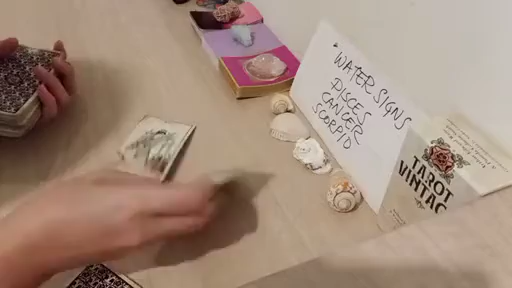 WATER SIGNS
PISCES
CANCER
SCORPIO
TAROT
VINTAG